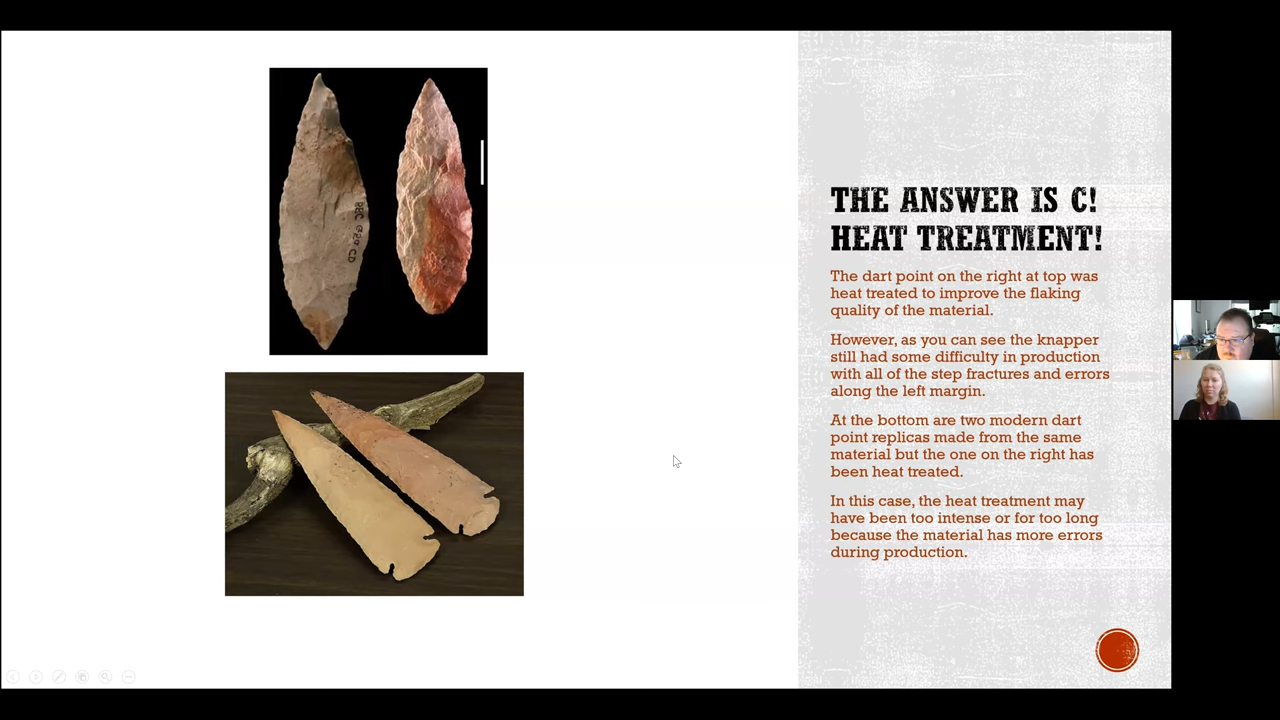 THE ANSWER IS C!
HEAT TREATMENT!
The dart point on the right at top was
heat treated to improve the flaking
quality of the material.
However, as you can see the knapper
still had some difficulty in production
with all of the step fractures and errors
along the left margin.
At the bottom are two modern dart
point replicas made from the same
material but the one on the right has
been heat treated.
In this case, the heat treatment may
have been too intense or for too long
because the material has more errors
during production.